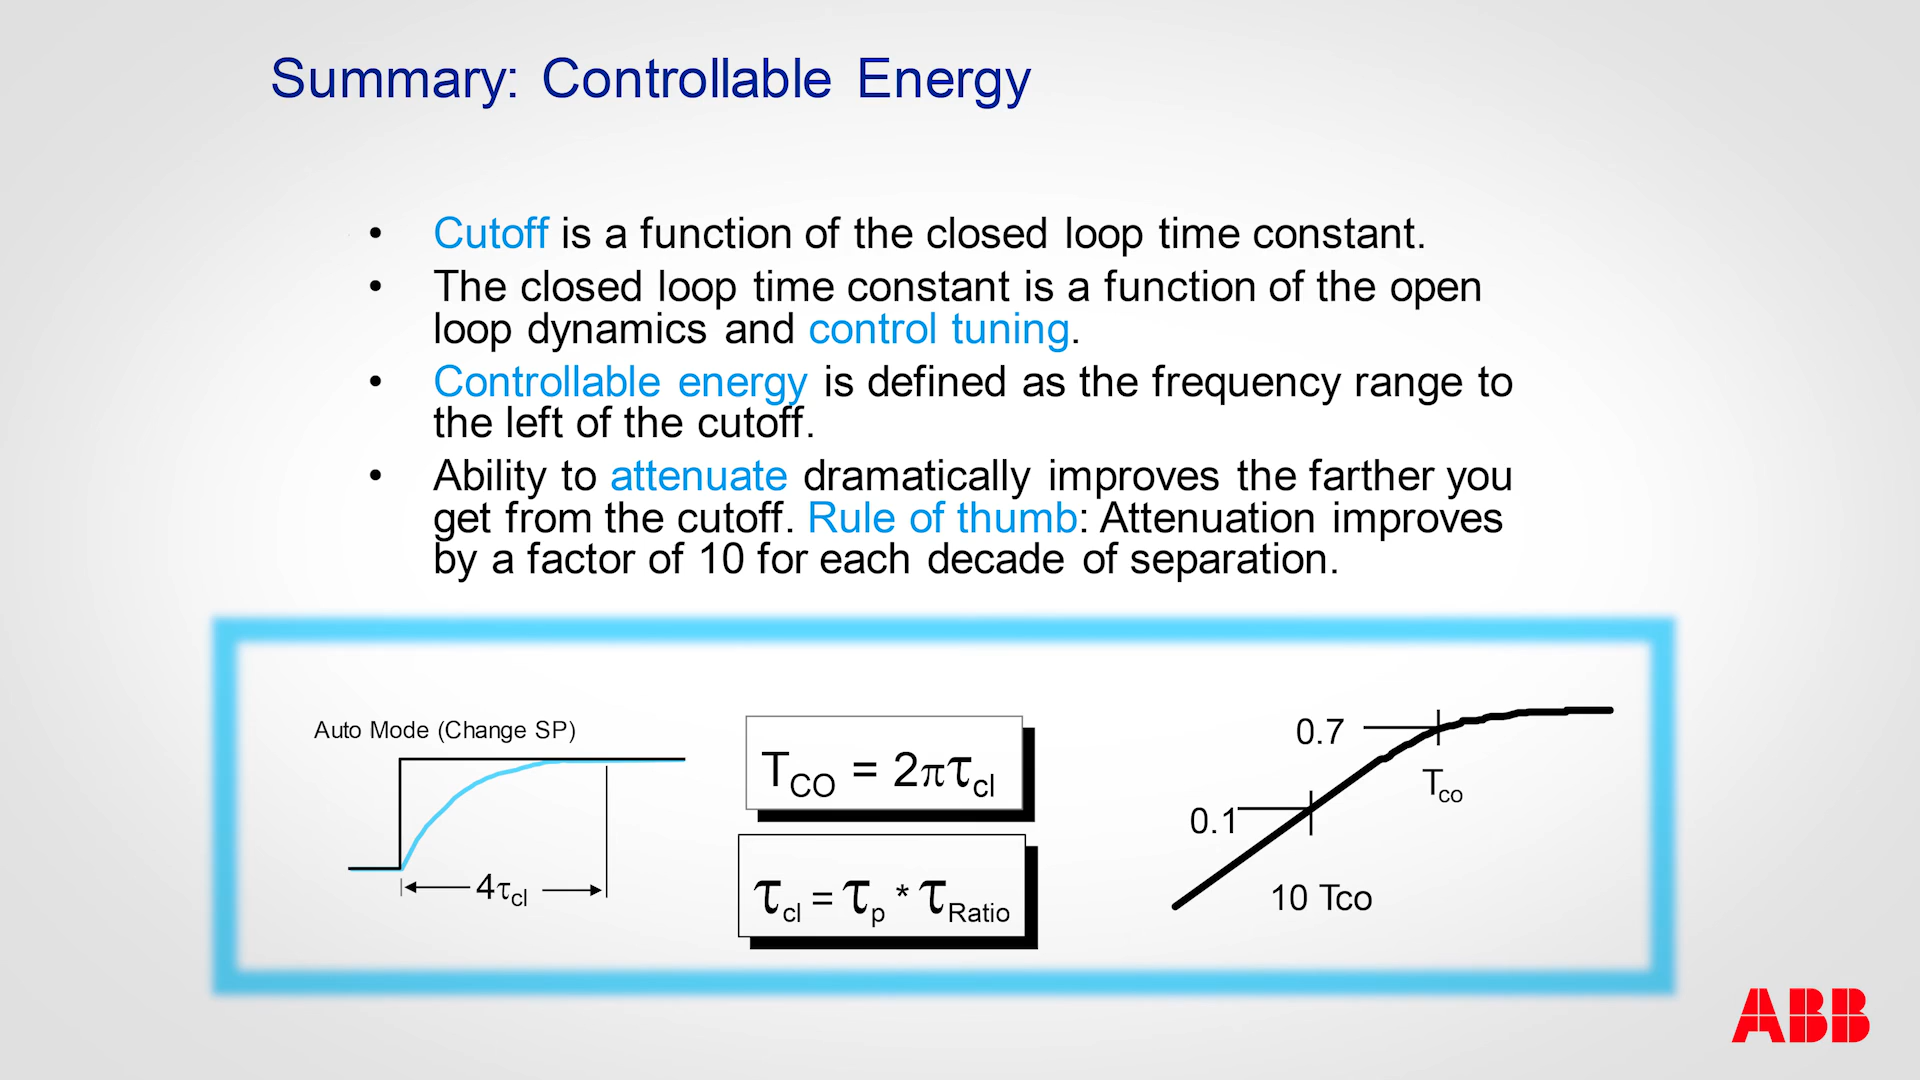 Summary: Controllable Energy
• Cutoff is a function of the closed loop time constant.
• The closed loop time constant is a function of the open
loop dynamics and control tuning.
• Controllable energy is defined as the frequency range to
the left of the cutoff.
• Ability to attenuate dramatically improves the farther you
get from the cutoff. Rule of thumb: Attenuation improves
by a factor of 10 for each decade of separation.
Auto Mode (Change SP)
4τcl
TCO = 2πτcl
τcl = τp * τRatio
0.7
Tco
0.1
10 Tco
ABB